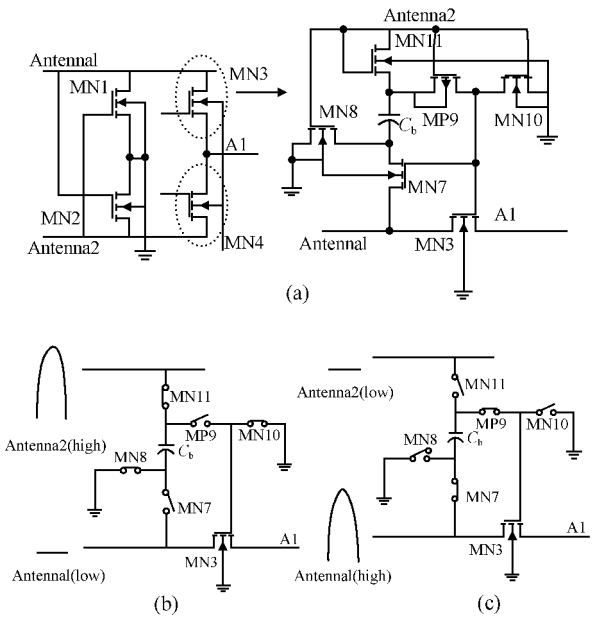 Antennal
MN1
MN2
Antenna2
MN3
A1
MN4
Antenna2
MN11
MN8
Cb
MP9
MN10
MN7
Antennal
MN3
A1
(a)
Antenna2(high)
MN11
MP9
MN10
Cb
MN8
MN7
A1
MN3
Antennal(low)
(b)
Antenna2(low)
MN11
MP9
MN10
MN8
Cb
MN7
A1
MN3
Antennal(high)
(c)